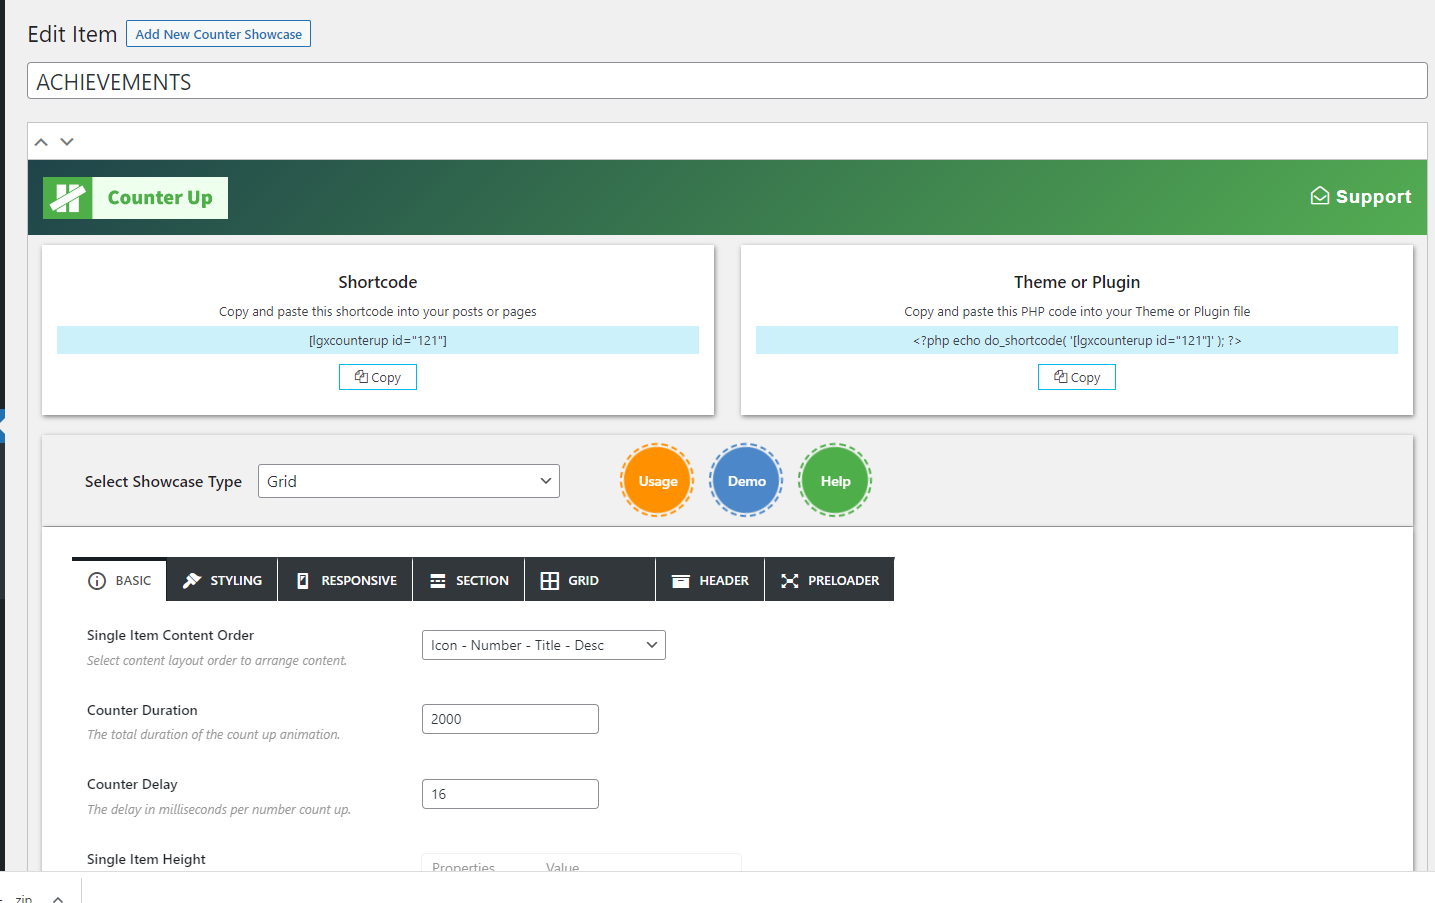 Edit Item Add New Counter Showcase
ACHIEVEMENTS
Counter Up
Support
Shortcode
Copy and paste this shortcode into your posts or pages
[lgxcounterup id="121"]
Copy
Theme or Plugin
Copy and paste this PHP code into your Theme or Plugin file
<?php echo do_shortcode( '[lgxcounterup id="121"]' ); ?>
Copy
Select Showcase Type Grid Usage Demo Help
BASIC STYLING RESPONSIVE SECTION GRID HEADER PRELOADER
Single Item Content Order
Select content layout order to arrange content.
Icon - Number - Title - Desc
Counter Duration
The total duration of the count up animation.
2000
Counter Delay
The delay in milliseconds per number count up.
16
Single Item Height
Properties Value
zip